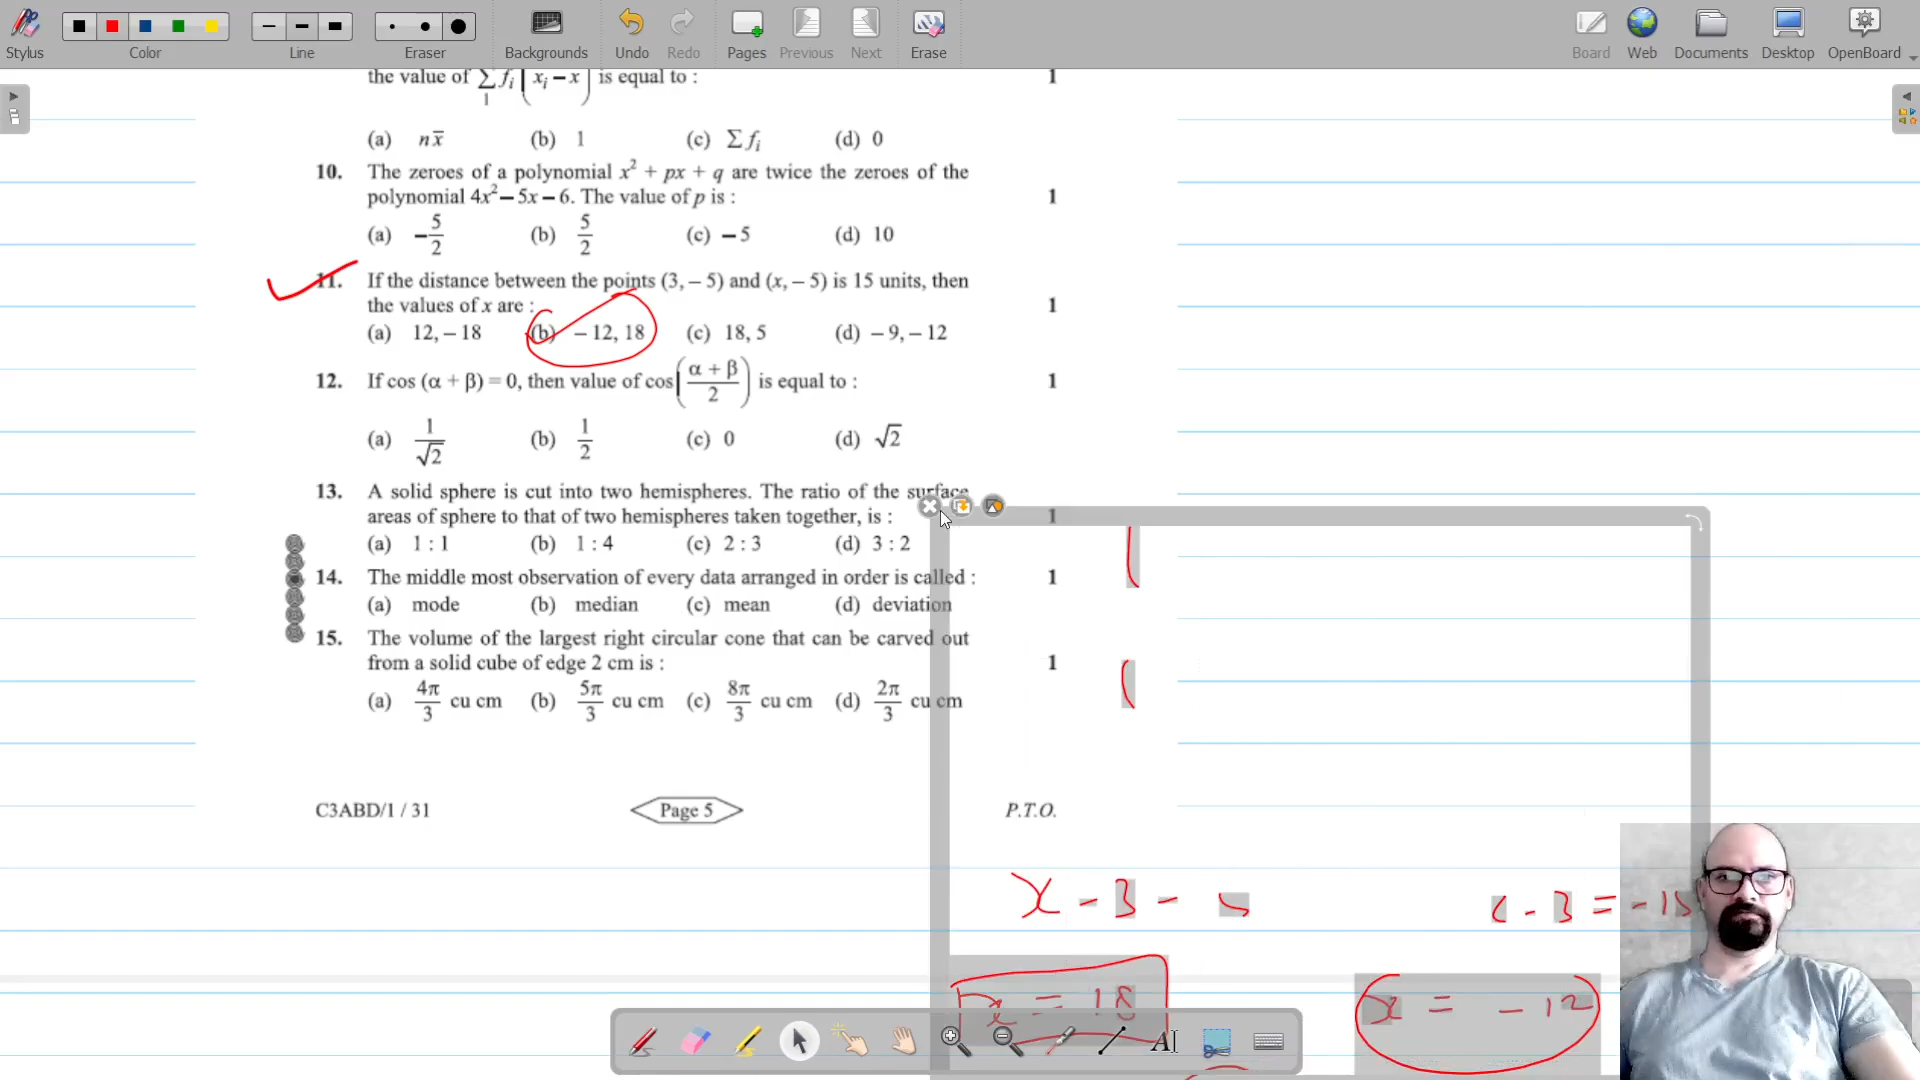 Stylus Color Line Eraser Backgrounds Undo Redo Pages Previous Next Erase Board Web Documents Desktop OpenBoard
the value of ∑ fᵢ (xᵢ − x) is equal to : 1
1
(a) nx̅ (b) 1 (c) ∑ fᵢ (d) 0
10. The zeroes of a polynomial x² + px + q are twice the zeroes of the
polynomial 4x² − 5x − 6. The value of p is : 1
(a) −5/2 (b) 5/2 (c) −5 (d) 10
11. If the distance between the points (3, −5) and (x, −5) is 15 units, then
the values of x are : 1
(a) 12, −18 (b) −12, 18 (c) 18, 5 (d) −9, −12
12. If cos (α + β) = 0, then value of cos((α + β)/2) is equal to : 1
(a) 1/√2 (b) 1/2 (c) 0 (d) √2
13. A solid sphere is cut into two hemispheres. The ratio of the surface
areas of sphere to that of two hemispheres taken together, is : 1
(a) 1 : 1 (b) 1 : 4 (c) 2 : 3 (d) 3 : 2
14. The middle most observation of every data arranged in order is called : 1
(a) mode (b) median (c) mean (d) deviation
15. The volume of the largest right circular cone that can be carved out
from a solid cube of edge 2 cm is : 1
(a) 4π/3 cu cm (b) 5π/3 cu cm (c) 8π/3 cu cm (d) 2π/3 cu cm
C3ABD/1 / 31 Page 5 P.T.O.
x - 3 - - 3 = -15
x = 18 x = -12